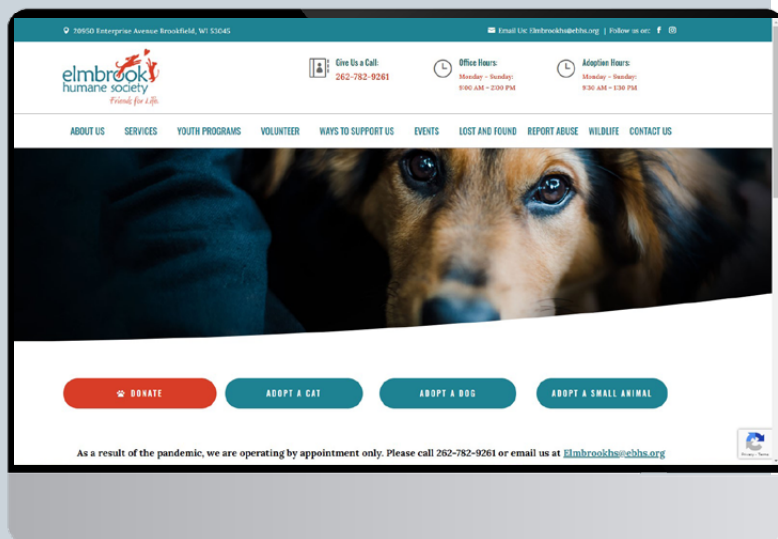 20950 Enterprise Avenue Brookfield, WI 53045
Email Us: Elmbrookhs@ebhs.org | Follow us on:
elmbrook
humane society
Friends for Life
Give Us a Call:
262-782-9261
Office Hours:
Monday - Sunday:
9:00 AM - 2:00 PM
Adoption Hours:
Monday - Sunday:
9:30 AM - 1:30 PM
ABOUT US SERVICES YOUTH PROGRAMS VOLUNTEER WAYS TO SUPPORT US EVENTS LOST AND FOUND REPORT ABUSE WILDLIFE CONTACT US
DONATE ADOPT A CAT ADOPT A DOG ADOPT A SMALL ANIMAL
As a result of the pandemic, we are operating by appointment only. Please call 262-782-9261 or email us at Elmbrookhs@ebhs.org
Privacy - Terms